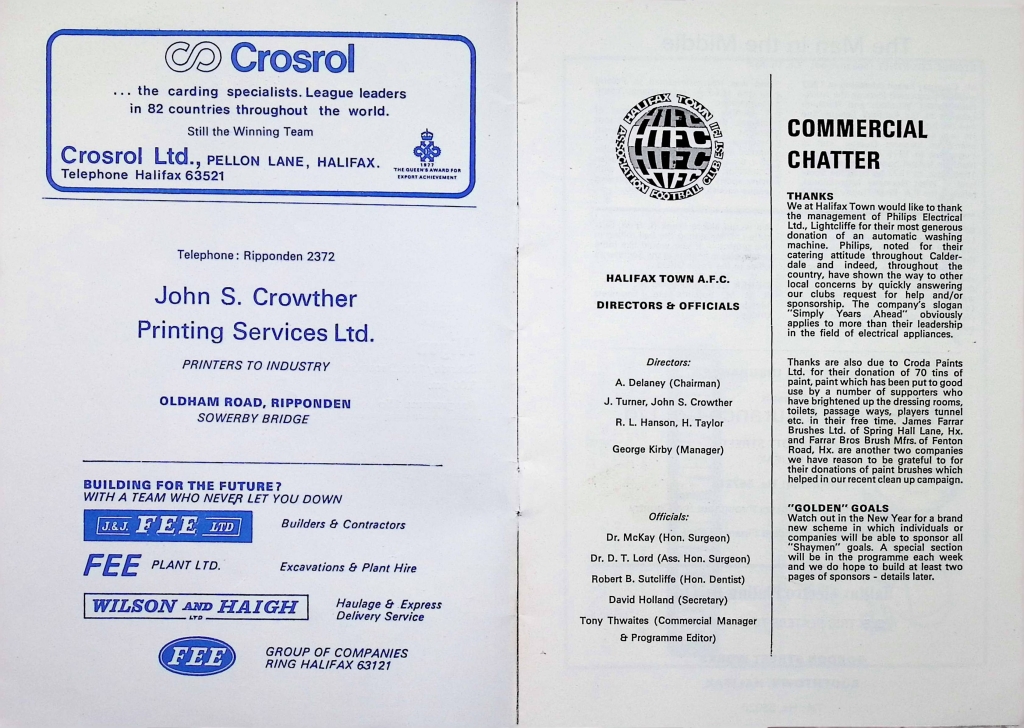 Crosrol
... the carding specialists. League leaders
in 82 countries throughout the world.
Still the Winning Team
Crosrol Ltd., PELLON LANE, HALIFAX.
Telephone Halifax 63521
1977
THE QUEEN'S AWARD FOR
EXPORT ACHIEVEMENT
Telephone: Ripponden 2372
John S. Crowther
Printing Services Ltd.
PRINTERS TO INDUSTRY
OLDHAM ROAD, RIPPONDEN
SOWERBY BRIDGE
BUILDING FOR THE FUTURE?
WITH A TEAM WHO NEVER LET YOU DOWN
J.&J. FEE LTD
Builders & Contractors
FEE PLANT LTD.
Excavations & Plant Hire
WILSON AND HAIGH
LTD
Haulage & Express
Delivery Service
FEE
GROUP OF COMPANIES
RING HALIFAX 63121
HALIFAX TOWN
ASSOCIATION FOOTBALL CLUB EST
HIFC
HTFC
HIFC
HALIFAX TOWN A.F.C.
DIRECTORS & OFFICIALS
Directors:
A. Delaney (Chairman)
J. Turner, John S. Crowther
R. L. Hanson, H. Taylor
George Kirby (Manager)
Officials:
Dr. McKay (Hon. Surgeon)
Dr. D. T. Lord (Ass. Hon. Surgeon)
Robert B. Sutcliffe (Hon. Dentist)
David Holland (Secretary)
Tony Thwaites (Commercial Manager
& Programme Editor)
COMMERCIAL
CHATTER
THANKS
We at Halifax Town would like to thank
the management of Philips Electrical
Ltd., Lightcliffe for their most generous
donation of an automatic washing
machine. Philips, noted for their
catering attitude throughout Calder-
dale and indeed, throughout the
country, have shown the way to other
local concerns by quickly answering
our clubs request for help and/or
sponsorship. The company's slogan
"Simply Years Ahead" obviously
applies to more than their leadership
in the field of electrical appliances.
Thanks are also due to Croda Paints
Ltd. for their donation of 70 tins of
paint, paint which has been put to good
use by a number of supporters who
have brightened up the dressing rooms,
toilets, passage ways, players tunnel
etc. in their free time. James Farrar
Brushes Ltd. of Spring Hall Lane, Hx.
and Farrar Bros Brush Mfrs. of Fenton
Road, Hx. are another two companies
we have reason to be grateful to for
their donations of paint brushes which
helped in our recent clean up campaign.
"GOLDEN" GOALS
Watch out in the New Year for a brand
new scheme in which individuals or
companies will be able to sponsor all
"Shaymen" goals. A special section
will be in the programme each week
and we do hope to build at least two
pages of sponsors - details later.